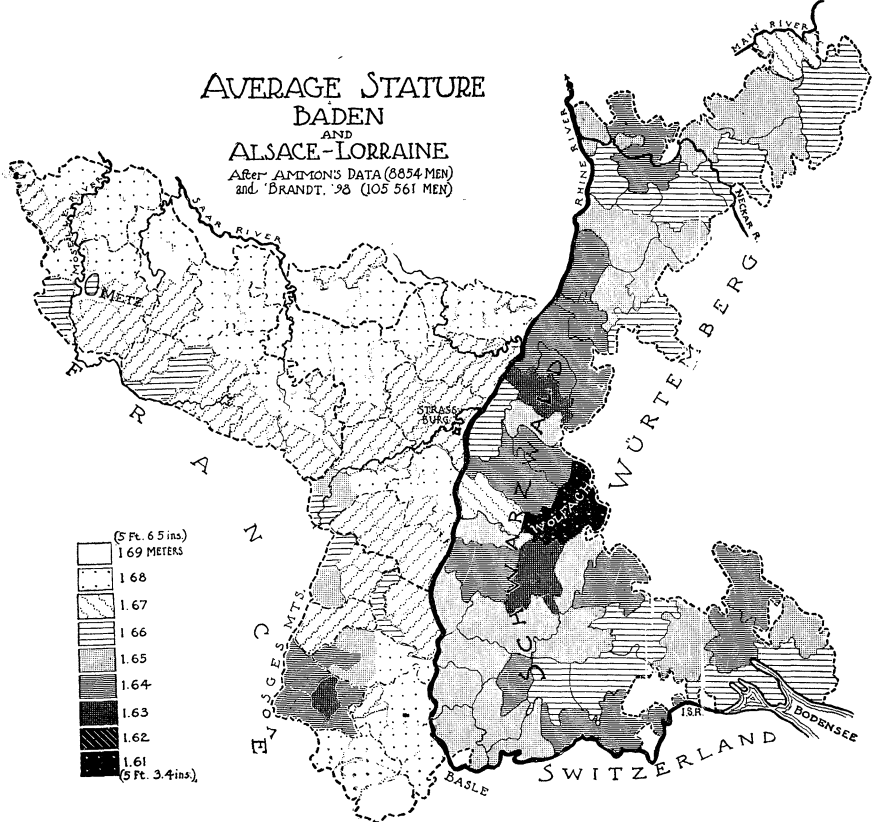 AVERAGE STATURE
BADEN
AND
ALSACE-LORRAINE
After AMMON'S DATA (8854 MEN)
and BRANDT, '98 (105 561 MEN)
MAIN RIVER
RHINE RIVER
NECKAR R.
SAAR RIVER
METZ
STRASS
BURG
FRANCE
WÜRTEMBERG
SCHWARZWALD
WOLFACH
VOSGES MTS.
(5 Ft. 6 5 ins.)
1 69 METERS
1 68
1.67
1 66
1.65
1.64
1.63
1.62
1.61
(5 Ft. 3.4 ins.)
I.S.R.
BODENSEE
BASLE
SWITZERLAND